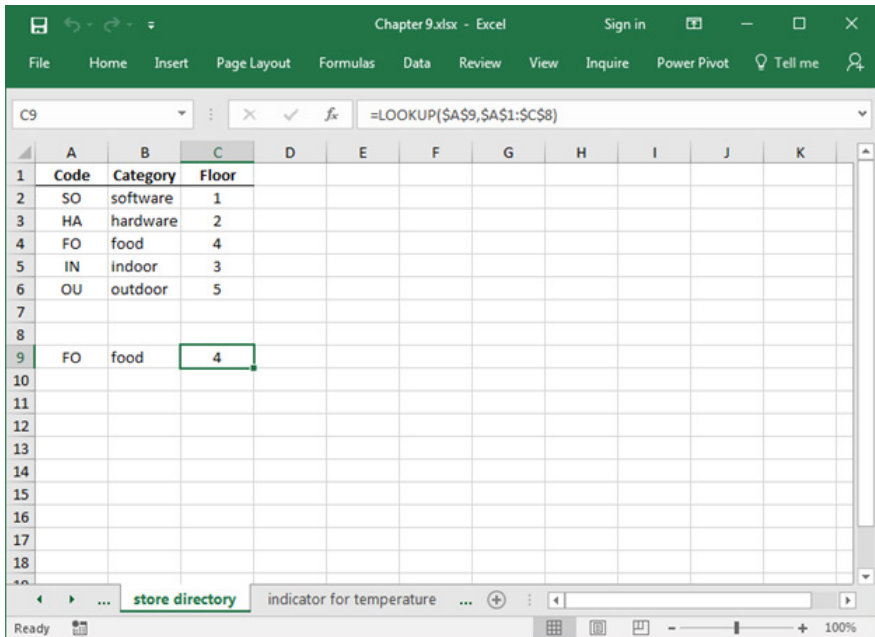 Chapter 9.xlsx - Excel Sign in
File Home Insert Page Layout Formulas Data Review View Inquire Power Pivot Tell me
C9 fx =LOOKUP($A$9,$A$1:$C$8)
A B C D E F G H I J K
1 Code Category Floor
2 SO software 1
3 HA hardware 2
4 FO food 4
5 IN indoor 3
6 OU outdoor 5
7
8
9 FO food 4
10
11
12
13
14
15
16
17
18
19
... store directory indicator for temperature ...
Ready 100%